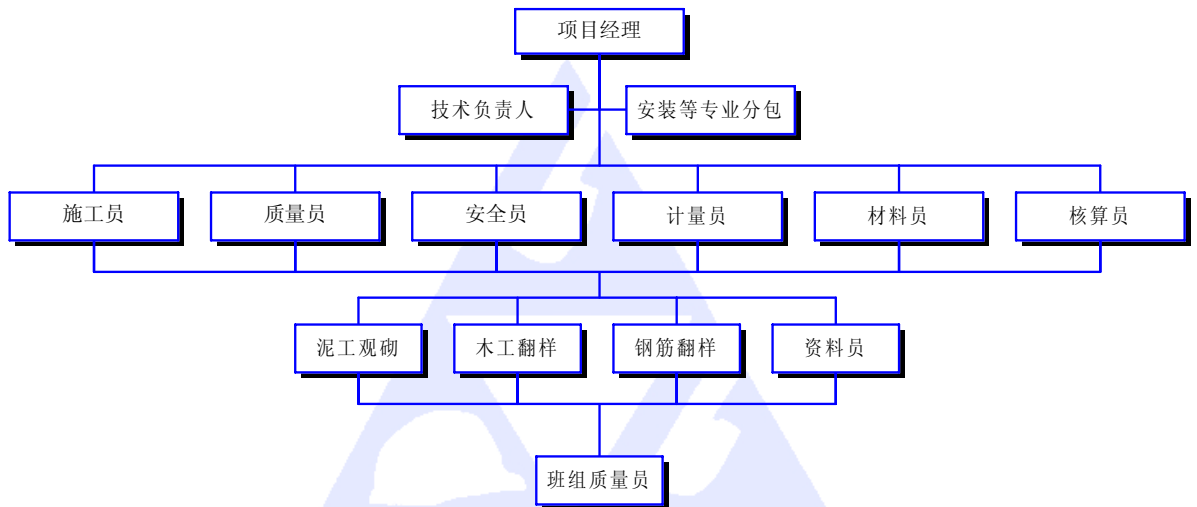 项目经理
技术负责人
安装等专业分包
施工员
质量员
安全员
计量员
材料员
核算员
泥工观砌
木工翻样
钢筋翻样
资料员
班组质量员